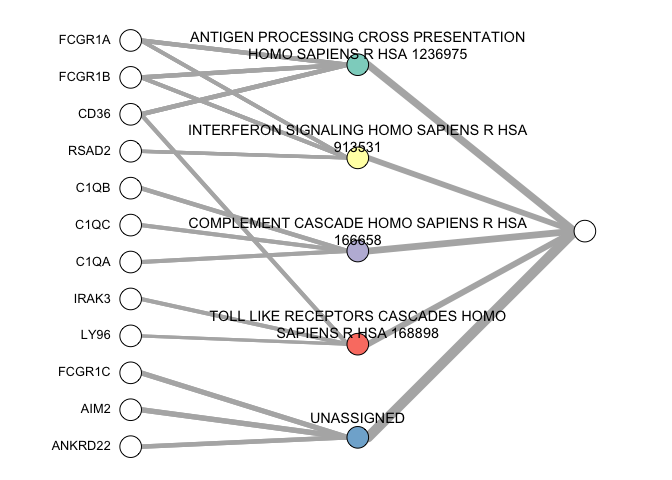 FCGR1A
FCGR1B
CD36
RSAD2
C1QB
C1QC
C1QA
IRAK3
LY96
FCGR1C
AIM2
ANKRD22
ANTIGEN PROCESSING CROSS PRESENTATION
HOMO SAPIENS R HSA 1236975
INTERFERON SIGNALING HOMO SAPIENS R HSA
913531
COMPLEMENT CASCADE HOMO SAPIENS R HSA
166658
TOLL LIKE RECEPTORS CASCADES HOMO
SAPIENS R HSA 168898
UNASSIGNED